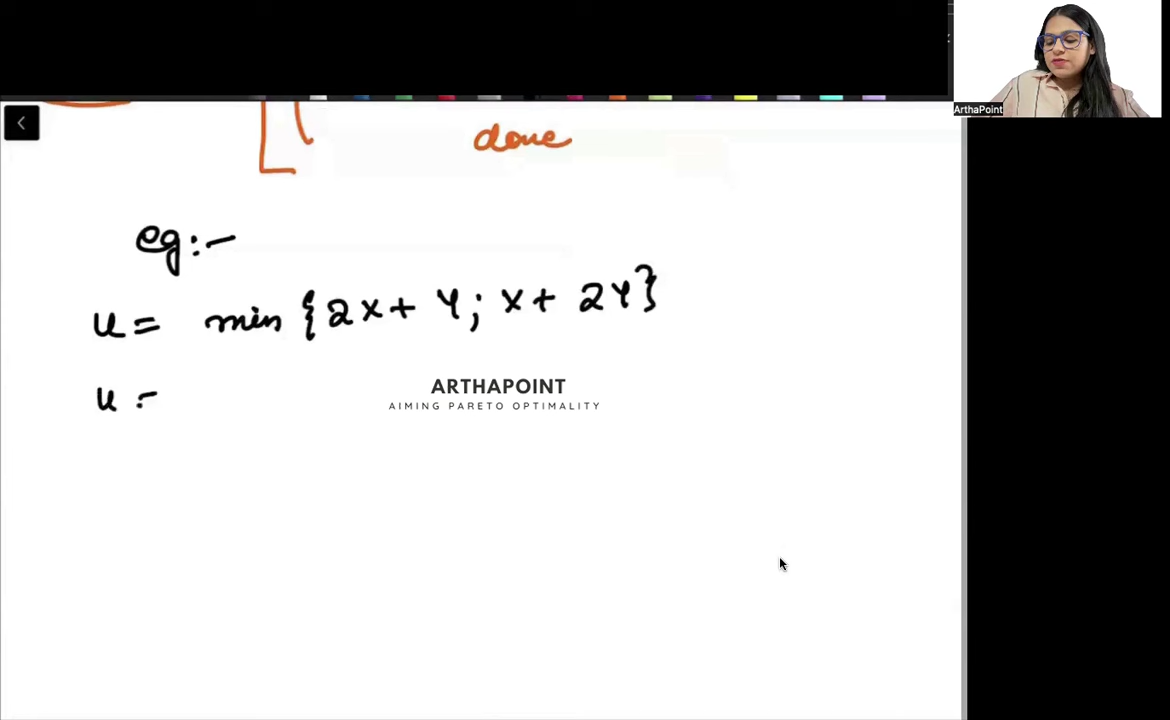 ArthaPoint
done
eg:-
u = min {2x + y; x + 2y}
u =
ARTHAPOINT
AIMING PARETO OPTIMALITY